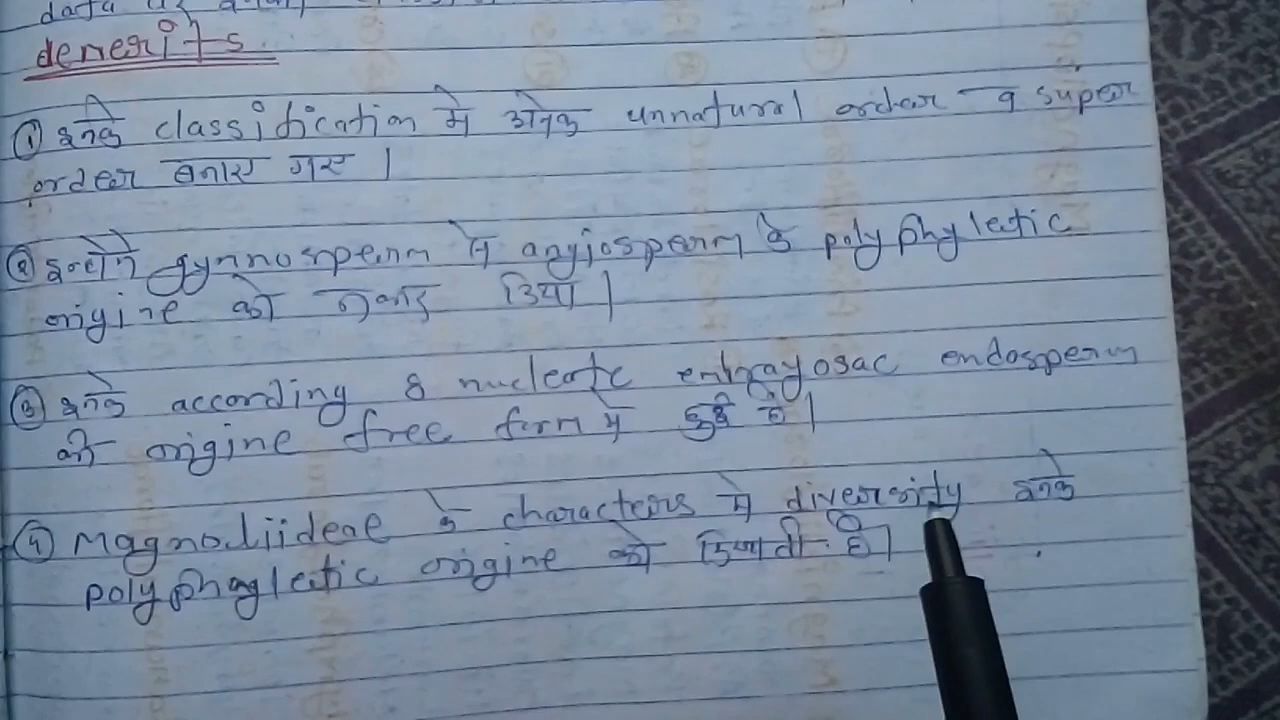 data
demerits
① इनके classification मे अनेक unnatural order व super
order बनाए गए ।
② इन्होने gymnosperm मे angiosperm के polyphyletic
origine को नकार दिया ।
③ इनके according 8 nucleate embryosac endosperm
की origine free form मे हुई है ।
④ Magnoliideae के characters मे diversity इनके
polyphyletic origine को दिखाती है ।